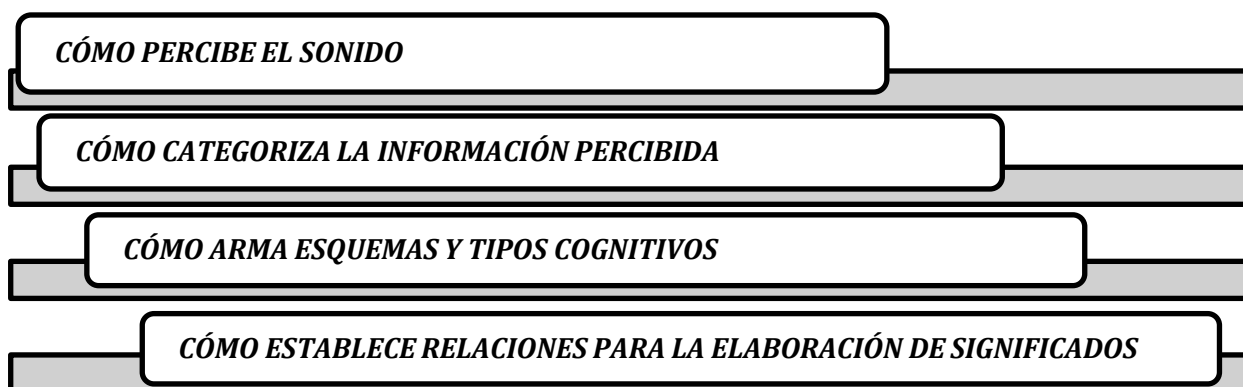 CÓMO PERCIBE EL SONIDO
CÓMO CATEGORIZA LA INFORMACIÓN PERCIBIDA
CÓMO ARMA ESQUEMAS Y TIPOS COGNITIVOS
CÓMO ESTABLECE RELACIONES PARA LA ELABORACIÓN DE SIGNIFICADOS